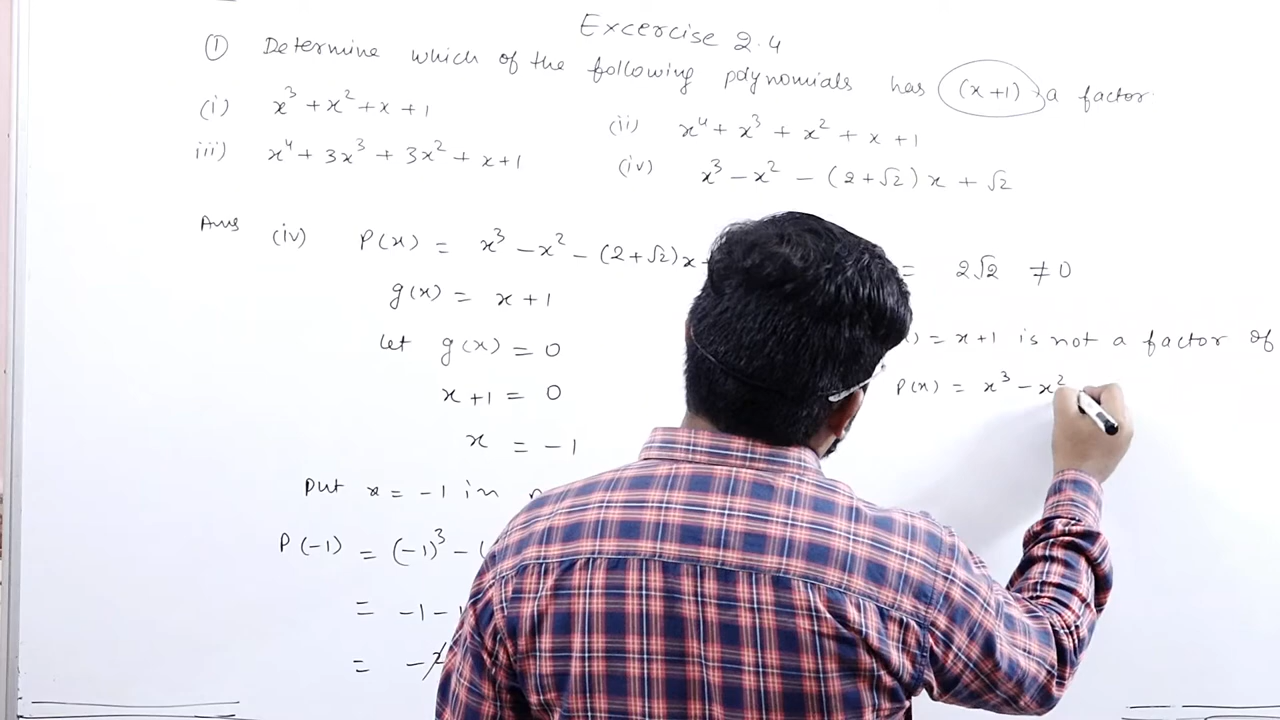 Excercise 2.4
① Determine which of the following polynomials has (x+1) a factor.
(i) x³ + x² + x + 1
(ii) x⁴ + x³ + x² + x + 1
iii) x⁴ + 3x³ + 3x² + x + 1
(iv) x³ - x² - (2+√2)x + √2
Ans (iv) P(x) = x³ - x² - (2+√2)x
g(x) = x + 1
Let g(x) = 0
x + 1 = 0
x = -1
Put x = -1 in
P(-1) = (-1)³ - (
= -1 -
= -
= 2√2 ≠ 0
) = x+1 is not a factor of
P(x) = x³ - x²